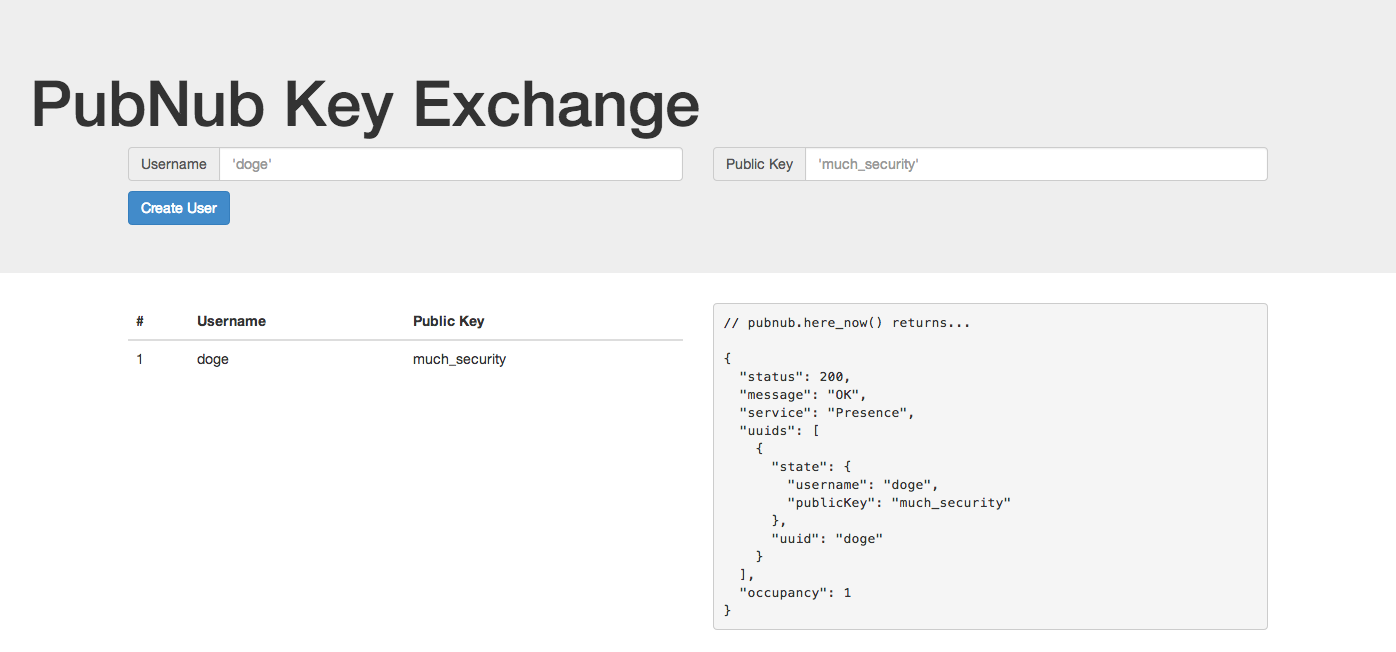 PubNub Key Exchange
Username 'doge' Public Key 'much_security'
Create User
# Username Public Key
1 doge much_security
// pubnub.here_now() returns...
{
"status": 200,
"message": "OK",
"service": "Presence",
"uuids": [
{
"state": {
"username": "doge",
"publicKey": "much_security"
},
"uuid": "doge"
}
],
"occupancy": 1
}